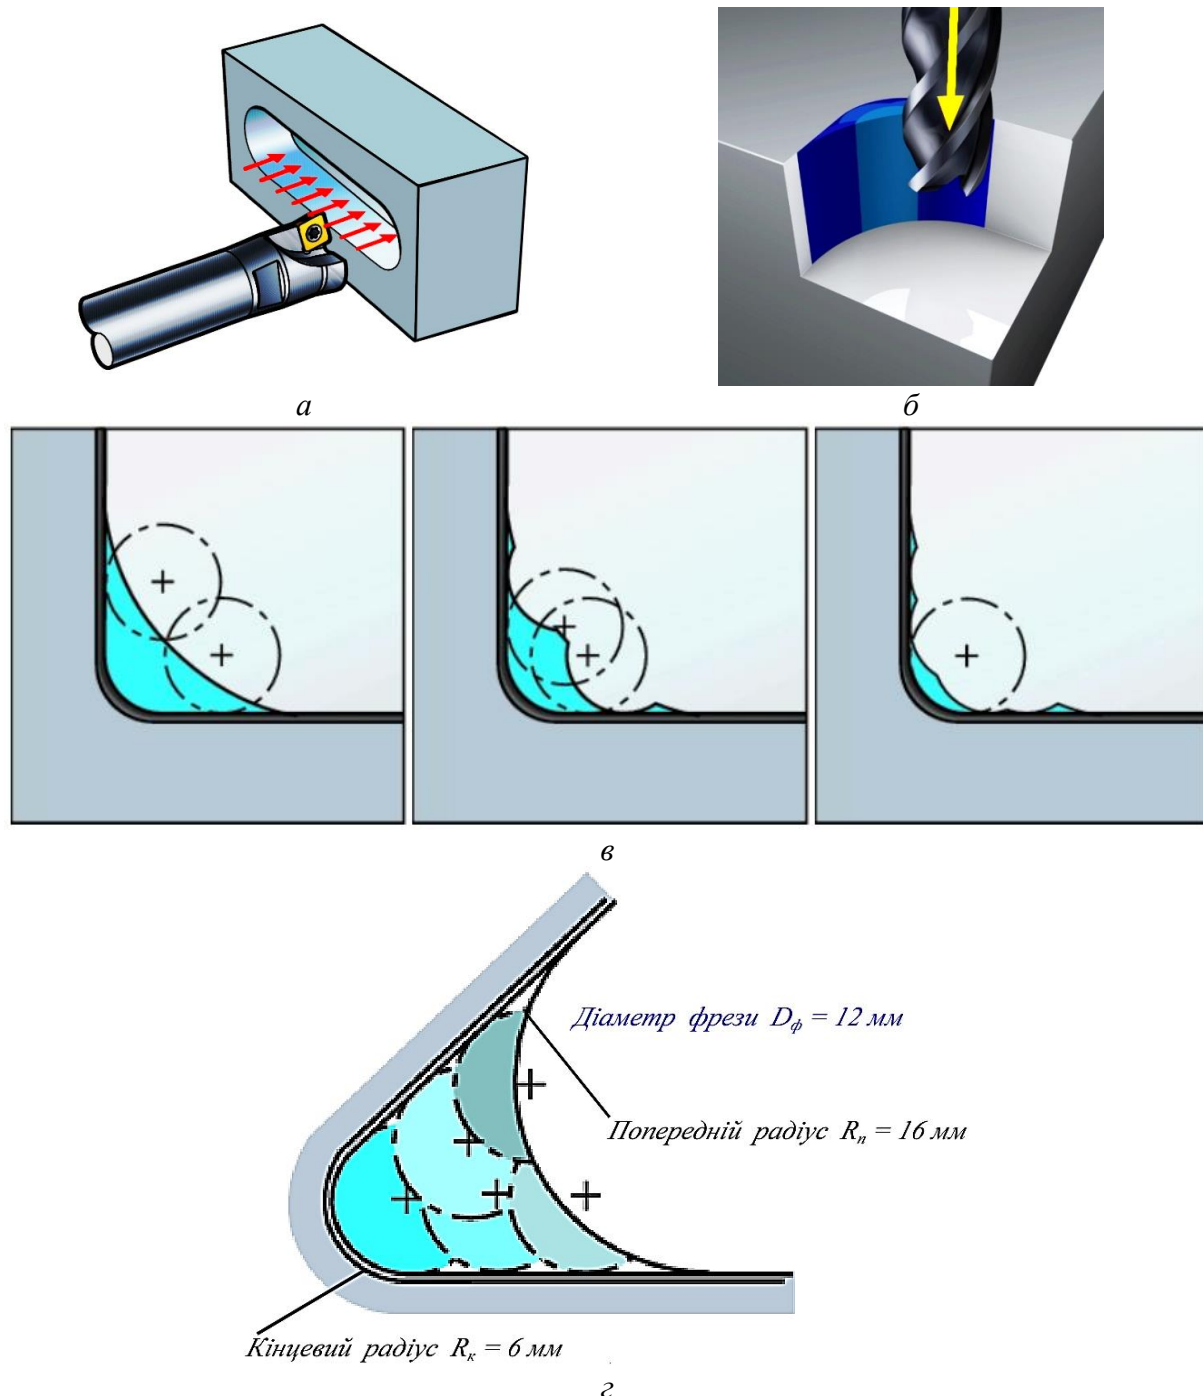 а
б
в
Діаметр фрези Dф = 12 мм
Попередній радіус Rп = 16 мм
Кінцевий радіус Rк = 6 мм
г